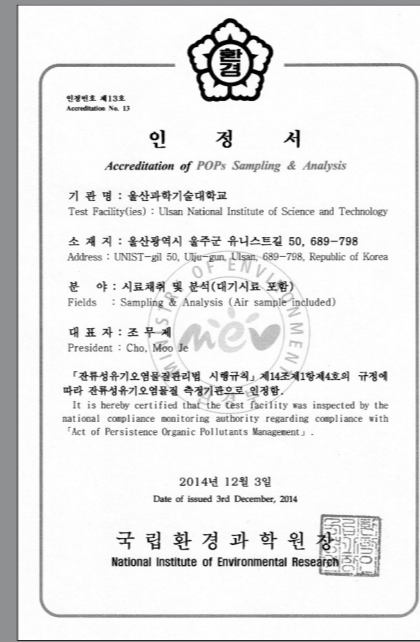 환경
인정번호 제13호
Accreditation No. 13
인 정 서
Accreditation of POPs Sampling & Analysis
기 관 명 : 울산과학기술대학교
Test Facility(ies) : Ulsan National Institute of Science and Technology
소 재 지 : 울산광역시 울주군 유니스트길 50, 689-798
Address : UNIST-gil 50, Ulju-gun, Ulsan, 689-798, Republic of Korea
분 야 : 시료채취 및 분석(대기시료 포함)
Fields : Sampling & Analysis (Air sample included)
대 표 자 : 조 무 제
President : Cho, Moo Je
MINISTRY OF ENVIRONMENT
mev
「잔류성유기오염물질관리법 시행규칙」 제14조제1항제4호의 규정에
따라 잔류성유기오염물질 측정기관으로 인정함.
It is hereby certified that the test facility was inspected by the
national compliance monitoring authority regarding compliance with
「Act of Persistence Organic Pollutants Management」.
2014년 12월 3일
Date of issued 3rd December, 2014
국립환경과학원장
National Institute of Environmental Research